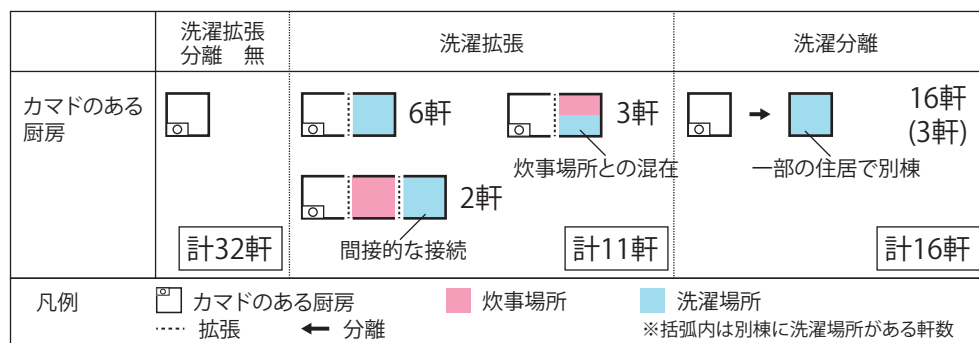 洗濯拡張
分離 無
洗濯拡張
洗濯分離
カマドのある
厨房
6軒
3軒
炊事場所との混在
2軒
間接的な接続
16軒
(3軒)
一部の住居で別棟
計32軒
計11軒
計16軒
凡例
カマドのある厨房
炊事場所
洗濯場所
拡張
分離
※括弧内は別棟に洗濯場所がある軒数